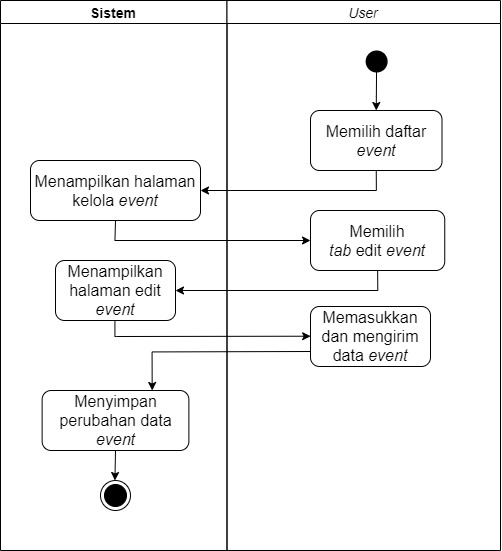 Sistem
User
Memilih daftar
event
Menampilkan halaman
kelola event
Memilih
tab edit event
Menampilkan
halaman edit
event
Memasukkan
dan mengirim
data event
Menyimpan
perubahan data
event